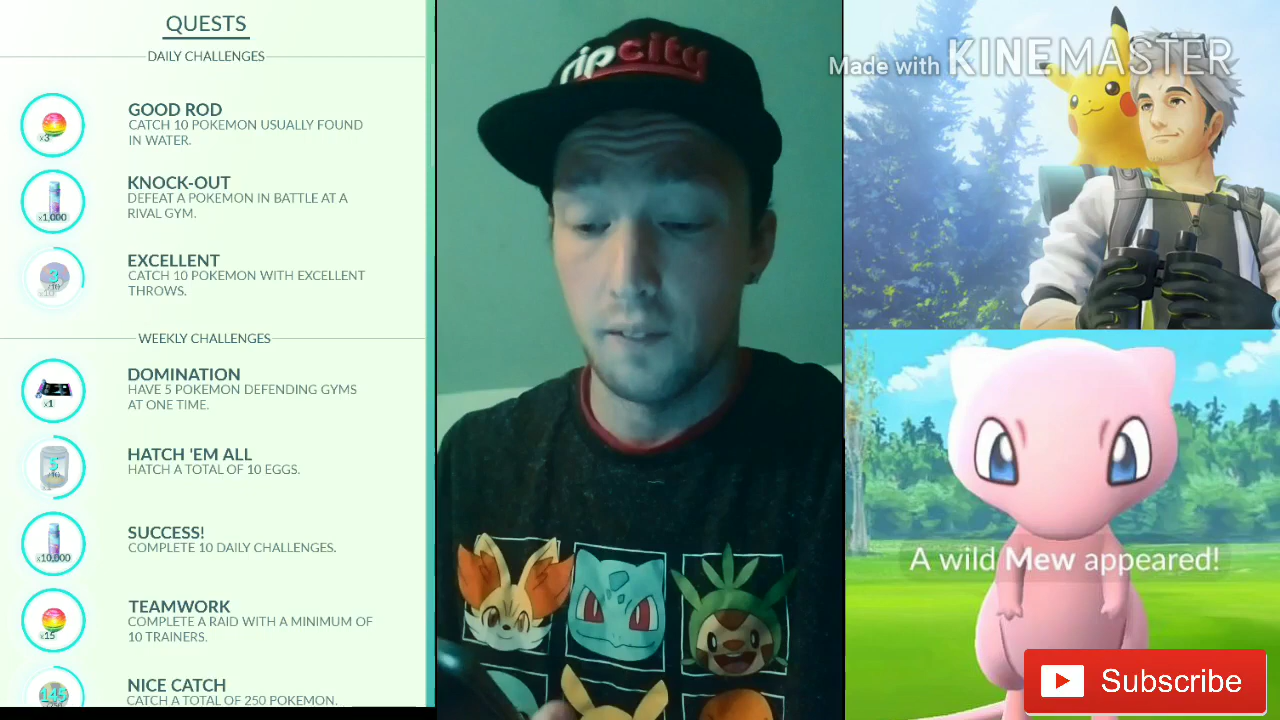 QUESTS
DAILY CHALLENGES
x3
GOOD ROD
CATCH 10 POKEMON USUALLY FOUND
IN WATER.
x1,000
KNOCK-OUT
DEFEAT A POKEMON IN BATTLE AT A
RIVAL GYM.
3
/10
EXCELLENT
CATCH 10 POKEMON WITH EXCELLENT
THROWS.
WEEKLY CHALLENGES
x1
DOMINATION
HAVE 5 POKEMON DEFENDING GYMS
AT ONE TIME.
5
/10
HATCH 'EM ALL
HATCH A TOTAL OF 10 EGGS.
x10,000
SUCCESS!
COMPLETE 10 DAILY CHALLENGES.
x15
TEAMWORK
COMPLETE A RAID WITH A MINIMUM OF
10 TRAINERS.
145
NICE CATCH
CATCH A TOTAL OF 250 POKEMON.
rip city
Made with KINEMASTER
A wild Mew appeared!
Subscribe